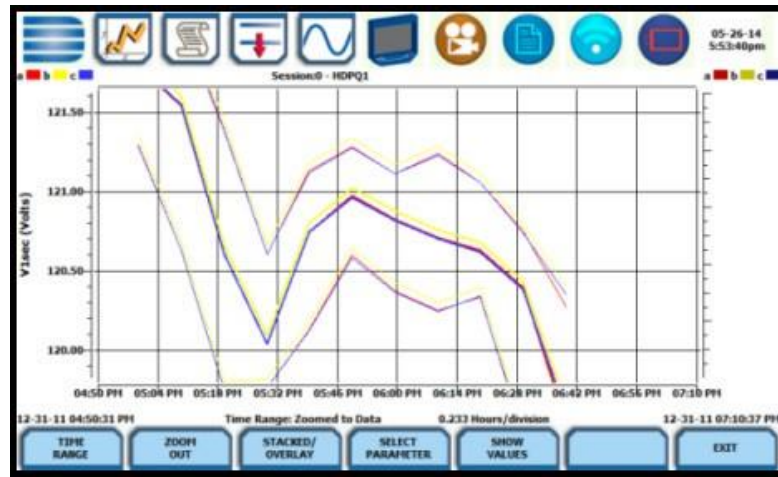 05-26-14
5:53:40pm
a b c Session:0 - HDPQ1 a b c
121.50
121.00
120.50
120.00
V1sec (Volts)
04:50 PM 05:04 PM 05:18 PM 05:32 PM 05:46 PM 06:00 PM 06:14 PM 06:28 PM 06:42 PM 06:56 PM 07:10 PM
12-31-11 04:50:31 PM Time Range: Zoomed to Data 0.233 Hours/division 12-31-11 07:10:37 PM
TIME RANGE
ZOOM OUT
STACKED/ OVERLAY
SELECT PARAMETER
SHOW VALUES
EXIT